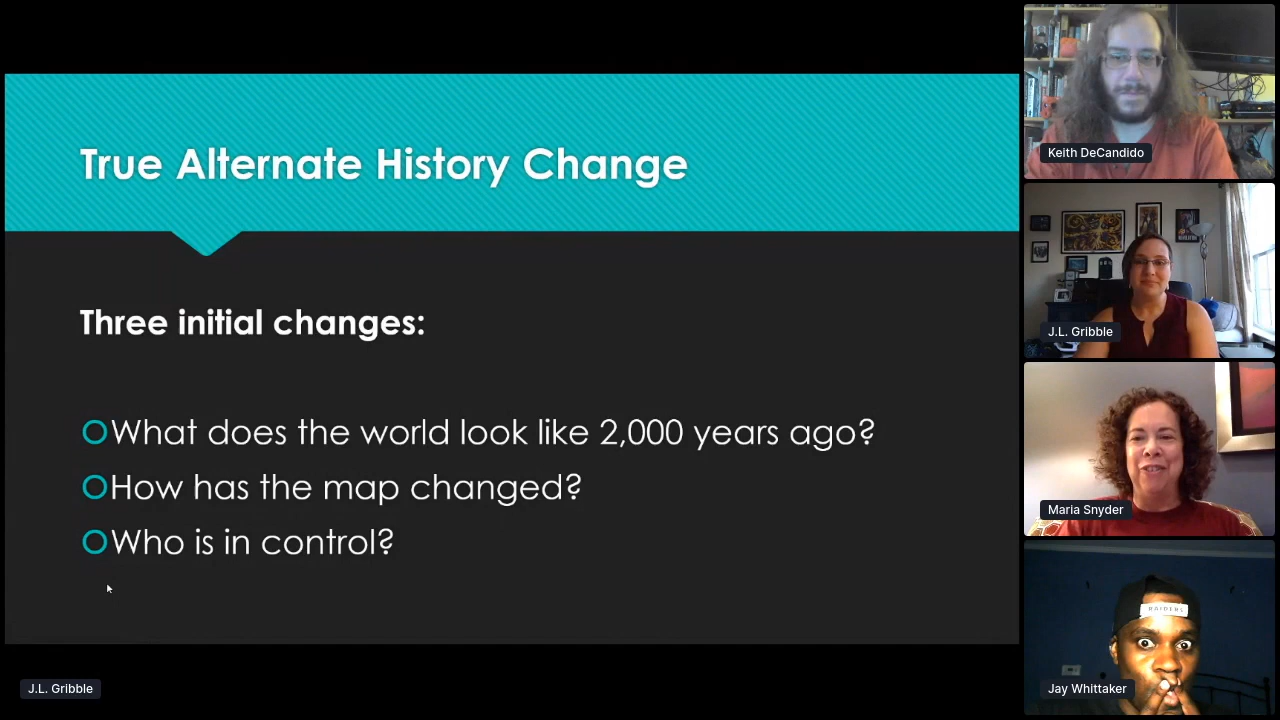 True Alternate History Change
Three initial changes:
What does the world look like 2,000 years ago?
How has the map changed?
Who is in control?
J.L. Gribble
Keith DeCandido
J.L. Gribble
Maria Snyder
RAIDERS
Jay Whittaker